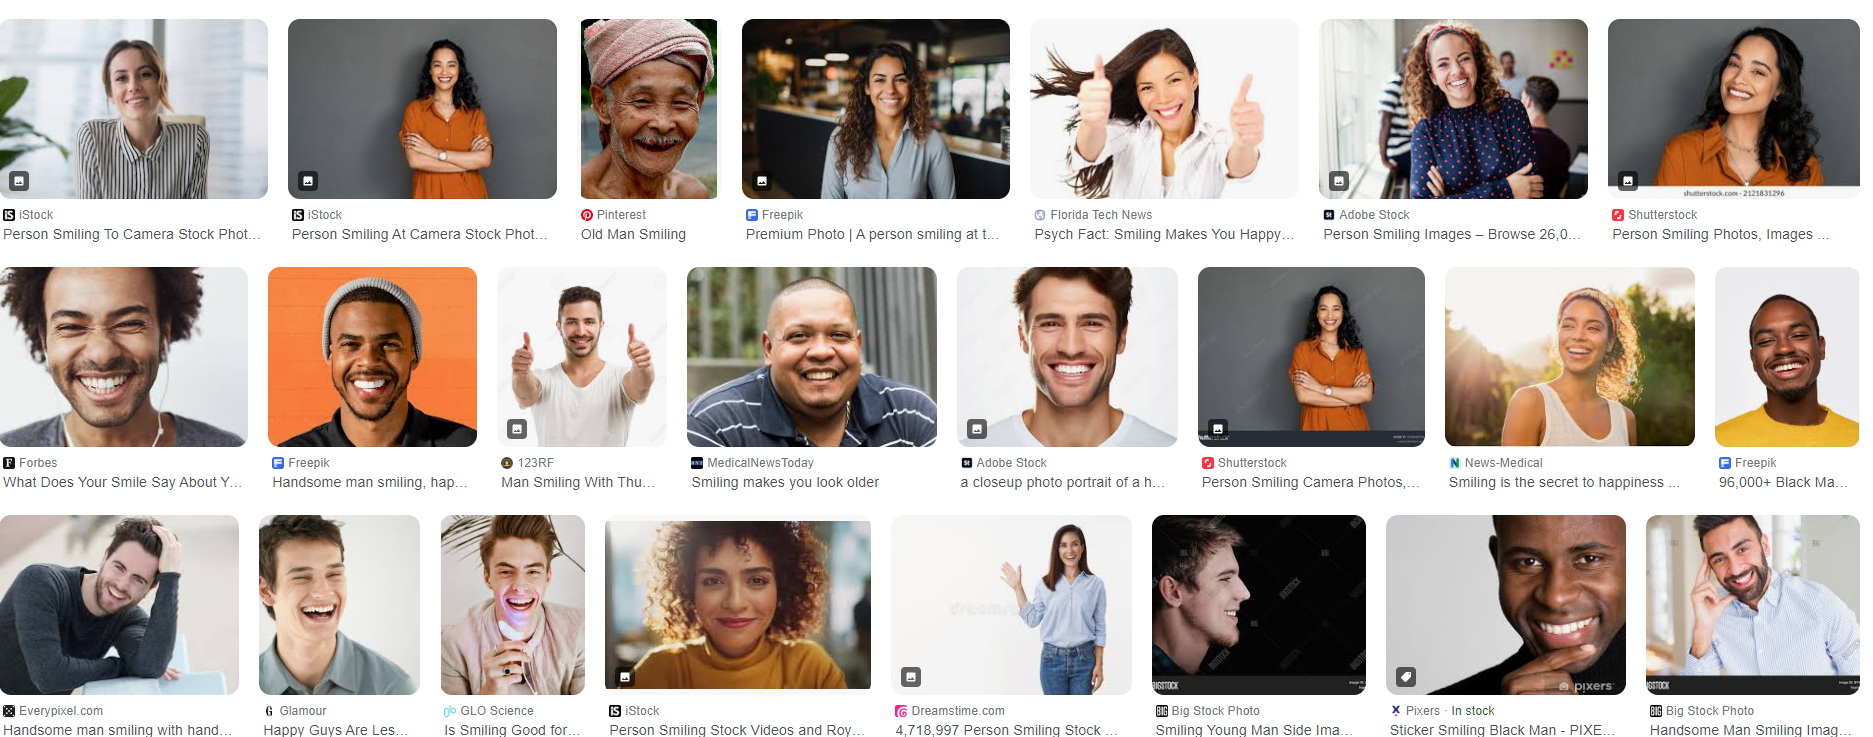 shutterstock.com · 2121831296
iStock
Person Smiling To Camera Stock Phot...
iStock
Person Smiling At Camera Stock Phot...
Pinterest
Old Man Smiling
Freepik
Premium Photo | A person smiling at t...
Florida Tech News
Psych Fact: Smiling Makes You Happy...
Adobe Stock
Person Smiling Images – Browse 26,0...
Shutterstock
Person Smiling Photos, Images ...
Forbes
What Does Your Smile Say About Y...
Freepik
Handsome man smiling, hap...
123RF
Man Smiling With Thu...
MedicalNewsToday
Smiling makes you look older
Adobe Stock
a closeup photo portrait of a h...
Shutterstock
Person Smiling Camera Photos,...
News-Medical
Smiling is the secret to happiness ...
Freepik
96,000+ Black Ma...
BIGSTOCK
pixers
BIGSTOCK
Everypixel.com
Handsome man smiling with hand...
Glamour
Happy Guys Are Les...
GLO Science
Is Smiling Good for...
iStock
Person Smiling Stock Videos and Roy...
Dreamstime.com
4,718,997 Person Smiling Stock ...
Big Stock Photo
Smiling Young Man Side Ima...
Pixers · In stock
Sticker Smiling Black Man - PIXE...
Big Stock Photo
Handsome Man Smiling Imag...